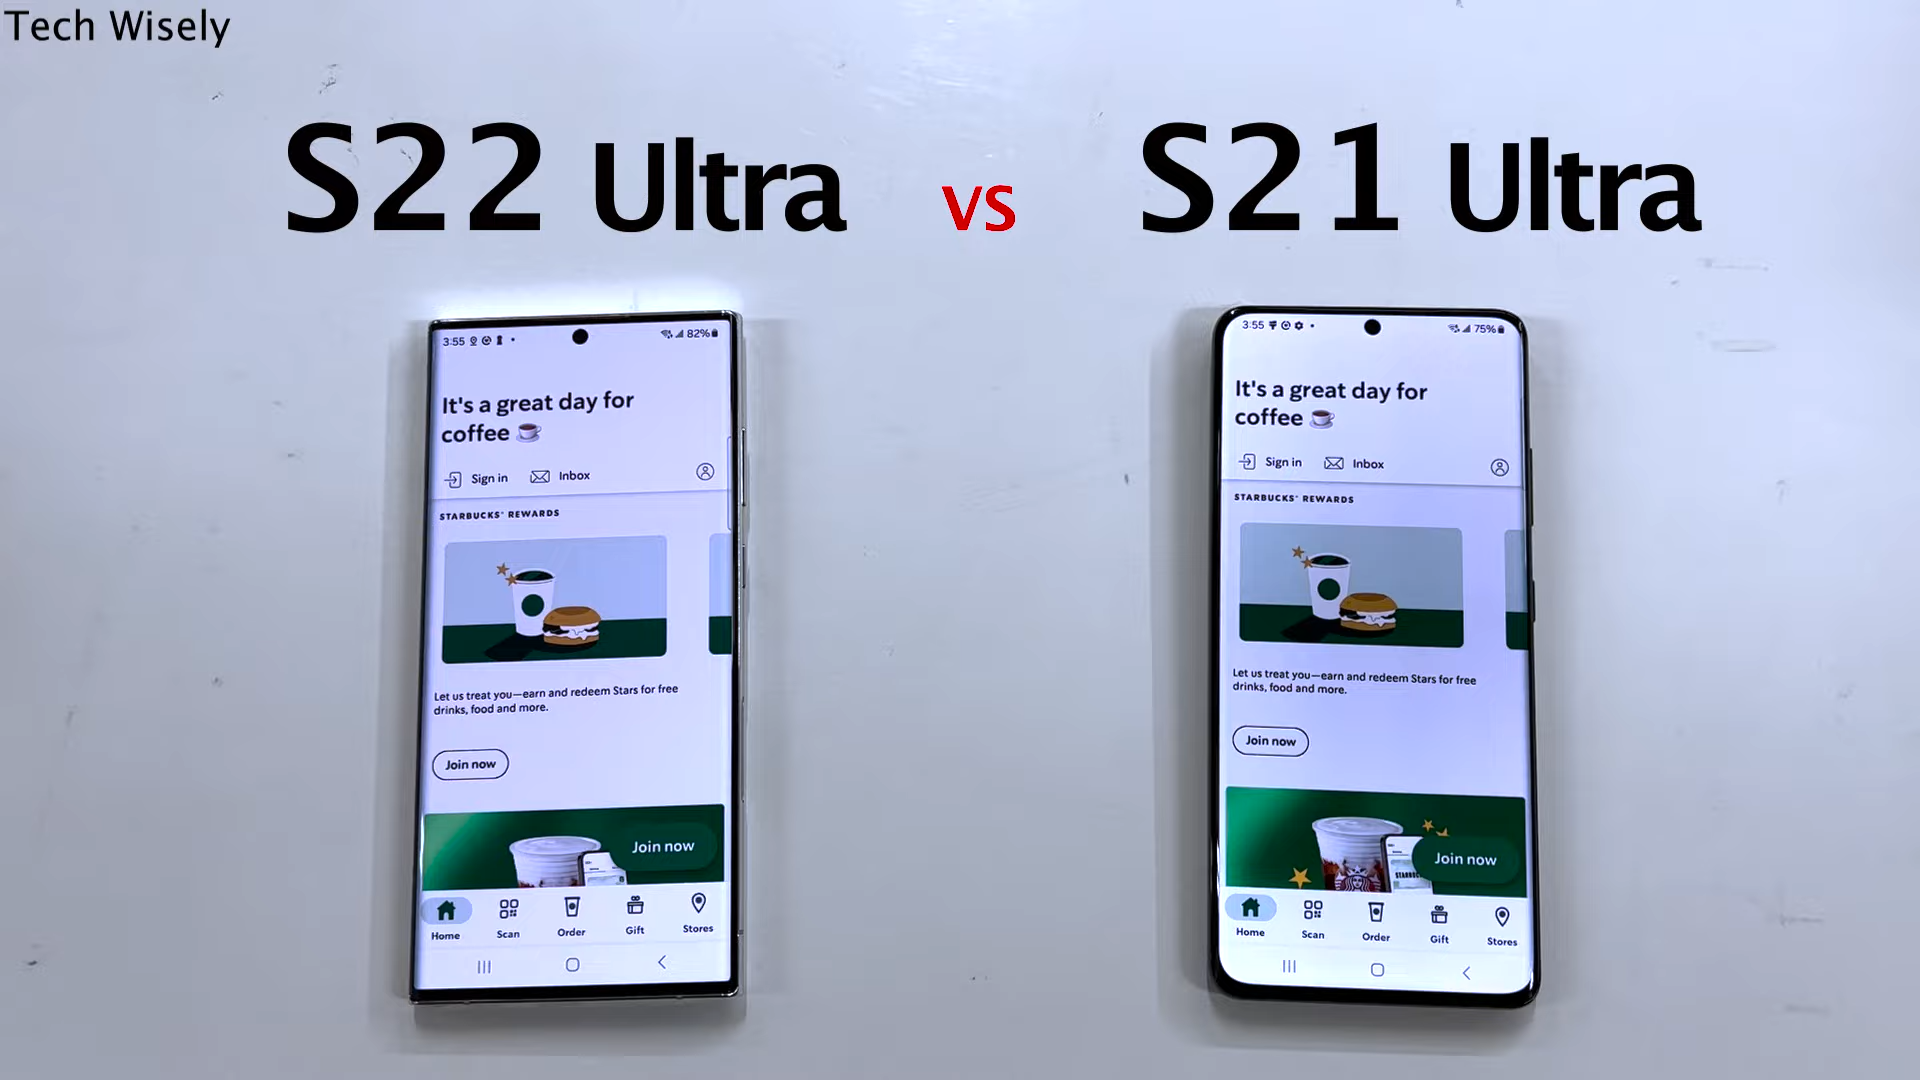 Tech Wisely
S22 Ultra vs S21 Ultra
3:55
82%
It's a great day for
coffee
Sign in
Inbox
STARBUCKS® REWARDS
Let us treat you—earn and redeem Stars for free
drinks, food and more.
Join now
Join now
Home
Scan
Order
Gift
Stores
3:55
75%
It's a great day for
coffee
Sign in
Inbox
STARBUCKS® REWARDS
Let us treat you—earn and redeem Stars for free
drinks, food and more.
Join now
Join now
Home
Scan
Order
Gift
Stores